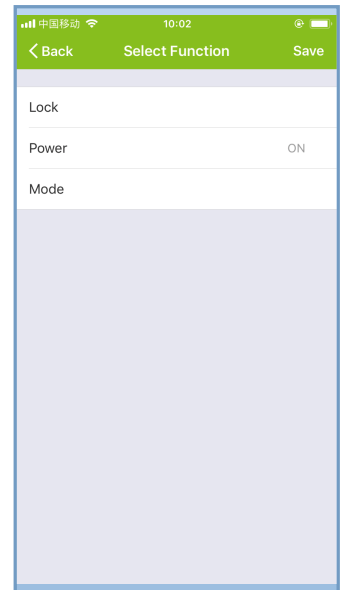 中国移动 10:02
Back Select Function Save
Lock
Power ON
Mode